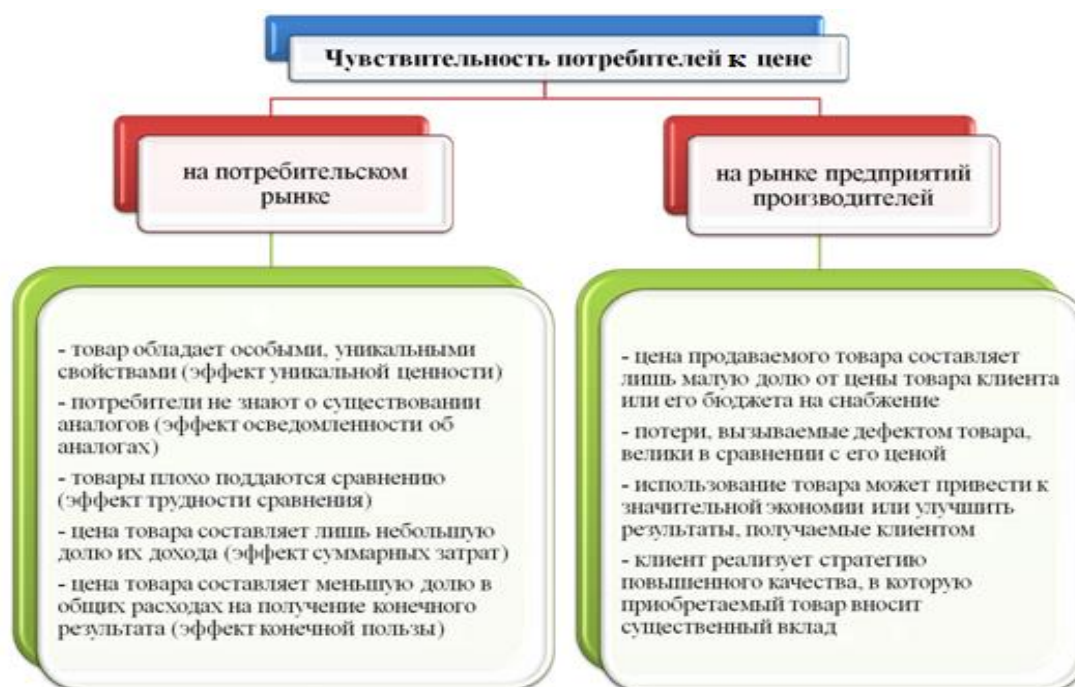 Чувствительность потребителей к цене
на потребительском
рынке
на рынке предприятий
производителей
- товар обладает особыми, уникальными
свойствами (эффект уникальной ценности)
- потребители не знают о существовании
аналогов (эффект осведомленности об
аналогах)
- товары плохо поддаются сравнению
(эффект трудности сравнения)
- цена товара составляет лишь небольшую
долю их дохода (эффект суммарных затрат)
- цена товара составляет меньшую долю в
общих расходах на получение конечного
результата (эффект конечной пользы)
- цена продаваемого товара составляет
лишь малую долю от цены товара клиента
или его бюджета на снабжение
- потери, вызываемые дефектом товара,
велики в сравнении с его ценой
- использование товара может привести к
значительной экономии или улучшить
результаты, получаемые клиентом
- клиент реализует стратегию
повышенного качества, в которую
приобретаемый товар вносит
существенный вклад